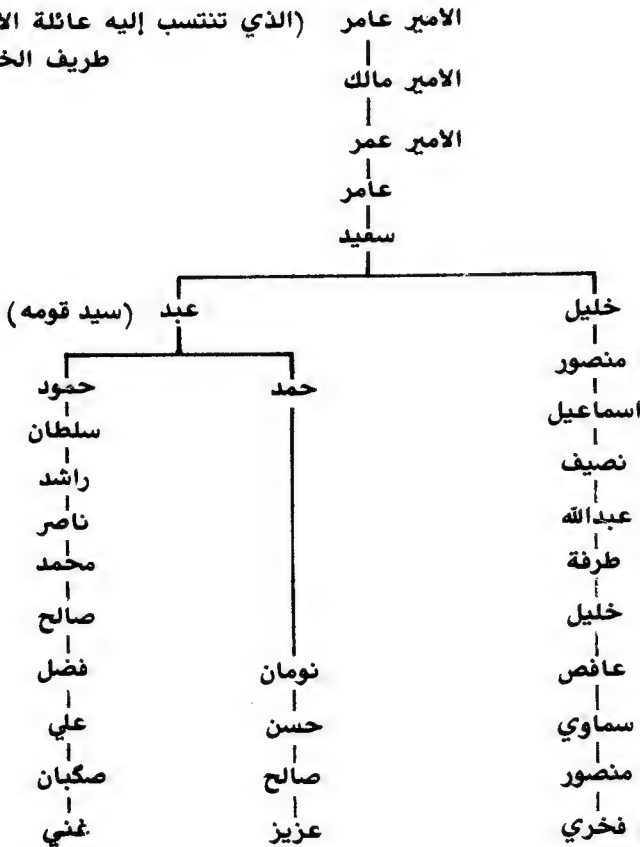 الامير عامر (الذي تنتسب إليه عائلة الا
طريف الخ
الامير مالك
الامير عمر
عامر
سعيد
خليل
منصور
اسماعيل
نصيف
عبدالله
طرفة
خليل
عافص
سماوي
منصور
فخري
عبد (سيد قومه)
حمد
نومان
حسن
صالح
عزيز
حمود
سلطان
راشد
ناصر
محمد
صالح
فضل
علي
صگبان
غني